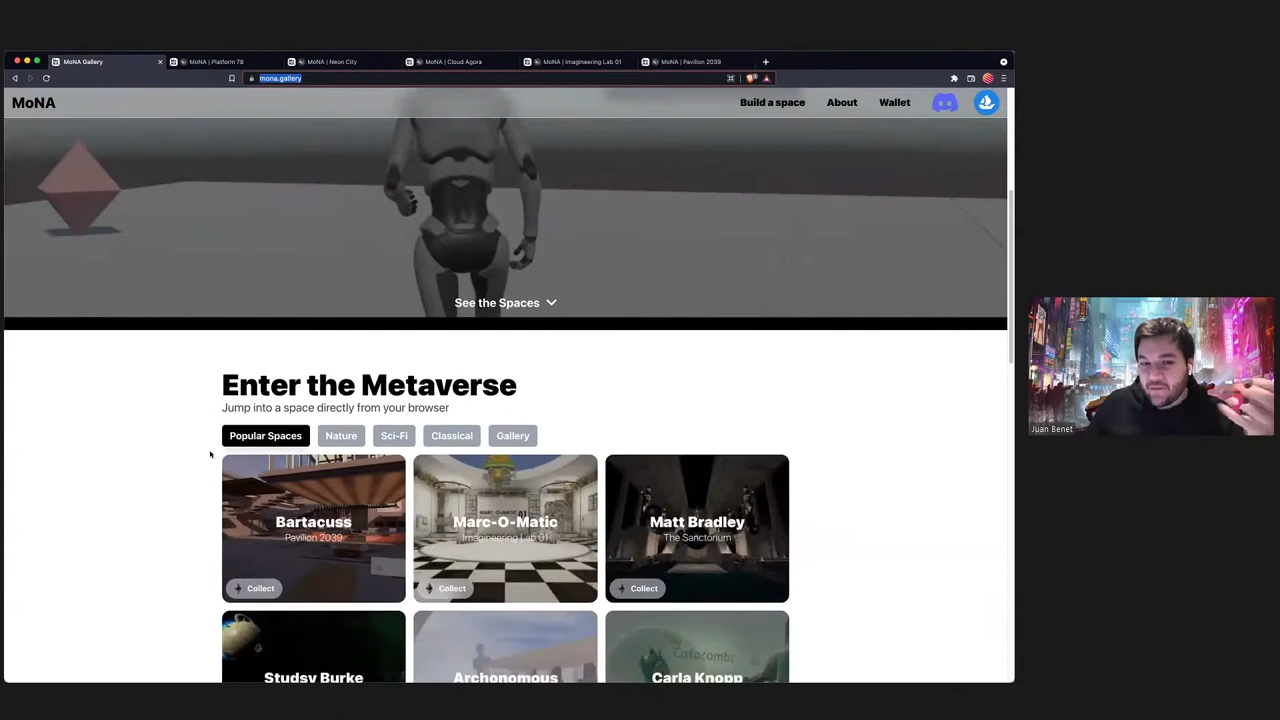 MoNA Gallery
MoNA | Platform 78
MoNA | Neon City
MoNA | Cloud Agora
MoNA | Imagineering Lab 01
MoNA | Pavilion 2039
mona.gallery
MoNA
Build a space
About
Wallet
See the Spaces
Enter the Metaverse
Jump into a space directly from your browser
Popular Spaces
Nature
Sci-Fi
Classical
Gallery
Bartacuss
Pavilion 2039
Collect
MARC-O-MATIC
Marc-O-Matic
Imagineering Lab 01
Collect
Matt Bradley
The Sanctorium
Collect
Studsy Burke
Archonomous
Catacombs
Carla Knopp
Juan Benet